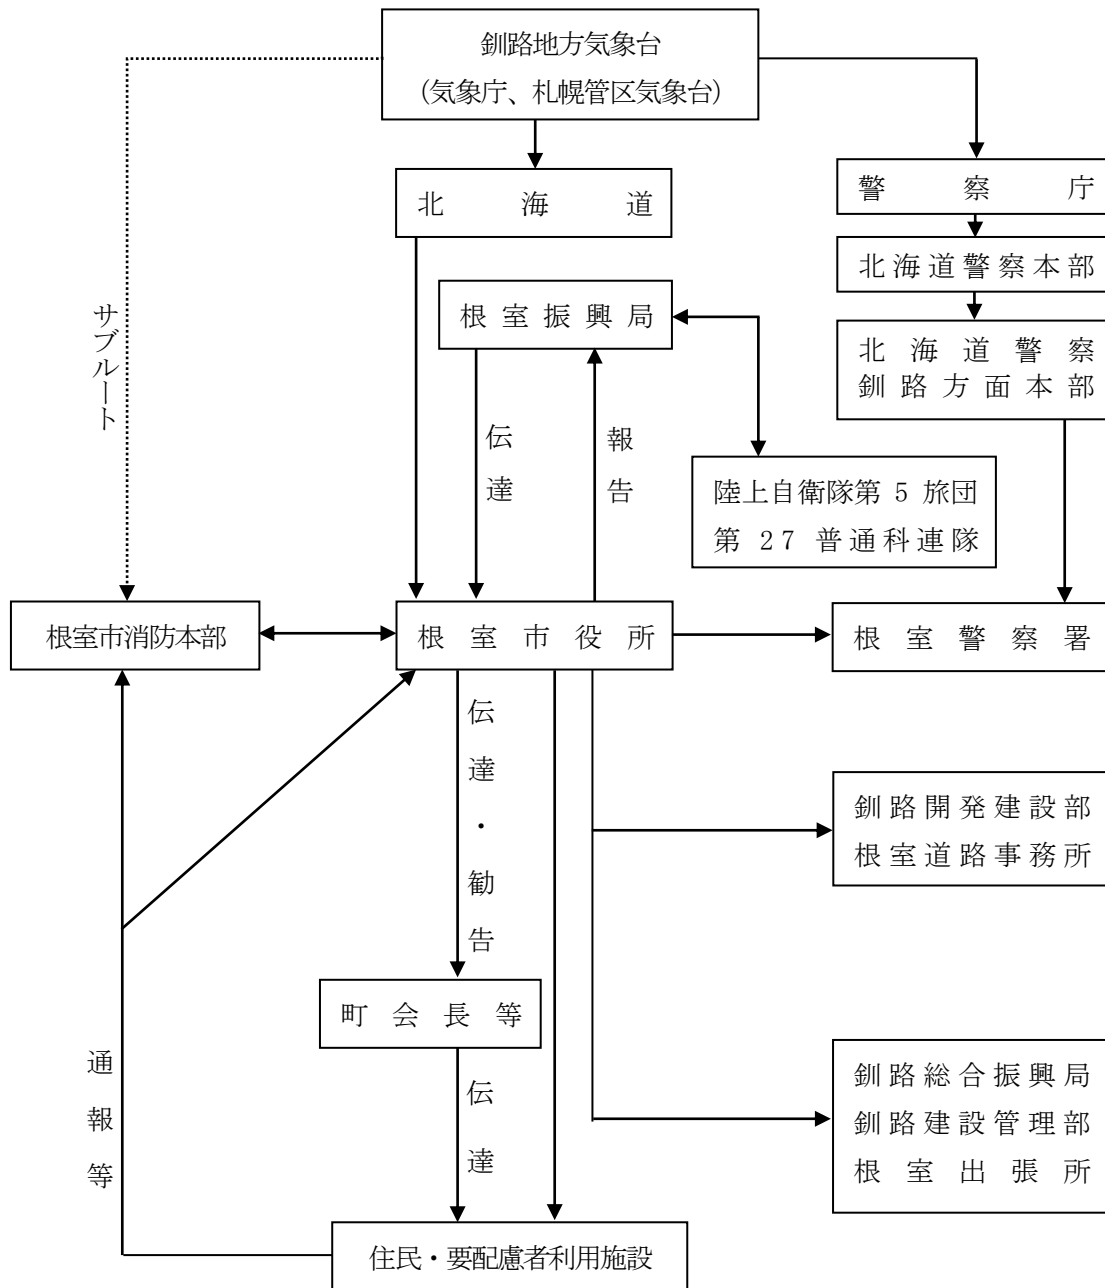 釧路地方気象台
(気象庁、札幌管区気象台)
北海道
警察庁
北海道警察本部
サブルート
根室振興局
北海道警察
釧路方面本部
伝達
報告
陸上自衛隊第 5 旅団
第 27 普通科連隊
根室市消防本部
根室市役所
根室警察署
伝達・勧告
釧路開発建設部
根室道路事務所
町会長等
通報等
伝達
釧路総合振興局
釧路建設管理部
根室出張所
住民・要配慮者利用施設